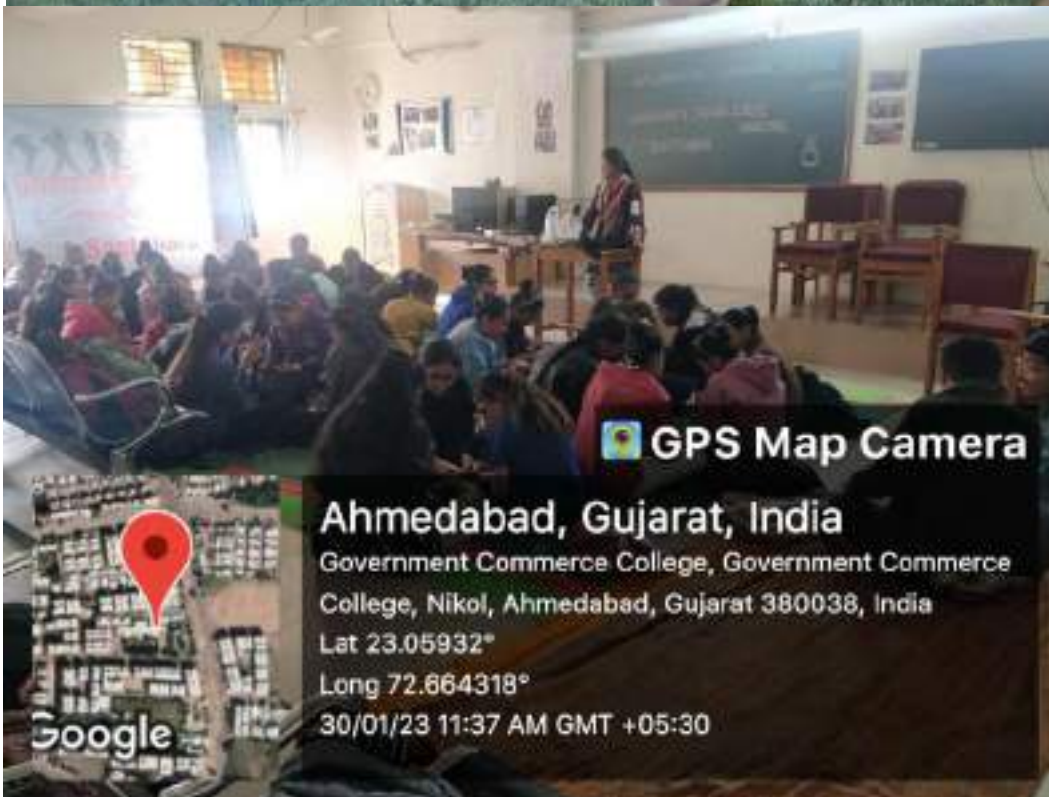 GPS Map Camera
Ahmedabad, Gujarat, India
Government Commerce College, Government Commerce
College, Nikol, Ahmedabad, Gujarat 380038, India
Lat 23.05932°
Long 72.664318°
30/01/23 11:37 AM GMT +05:30
Google